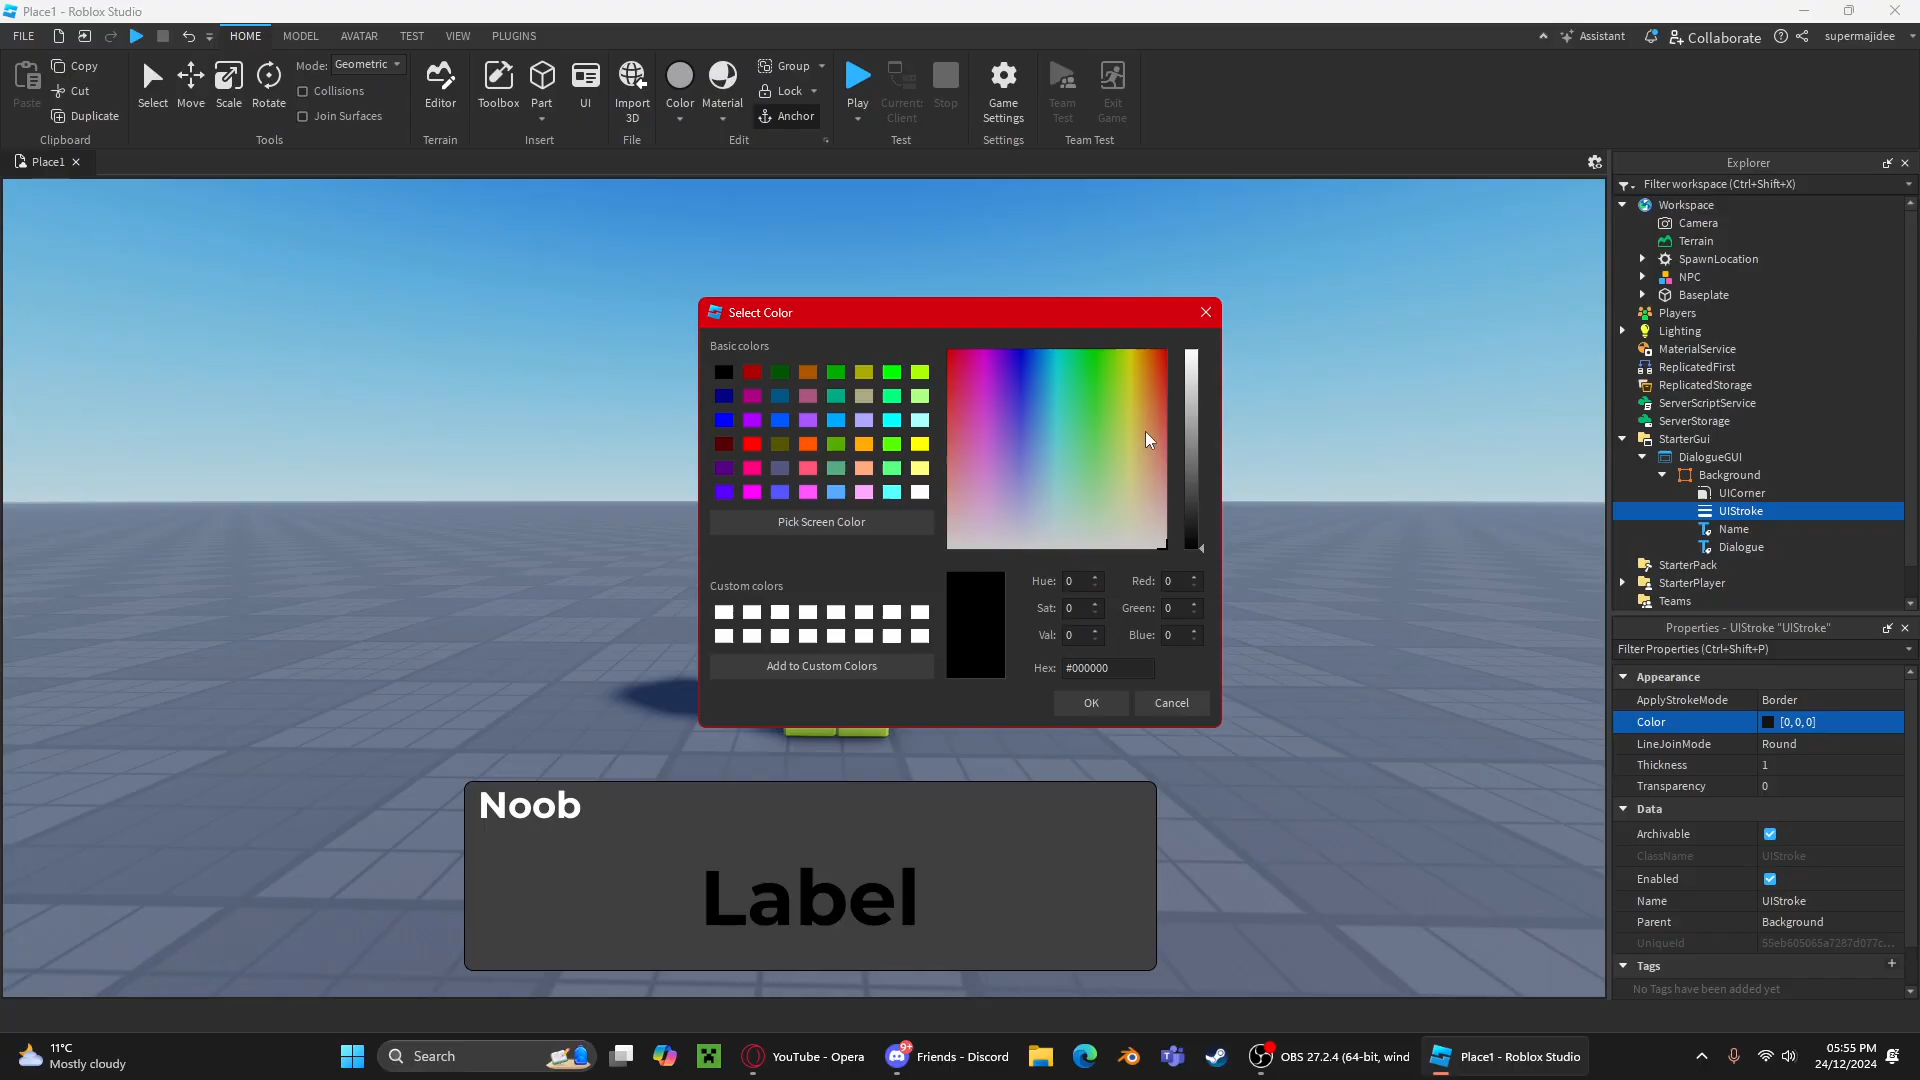 Place1 - Roblox Studio
FILE HOME MODEL AVATAR TEST VIEW PLUGINS Assistant Collaborate supermajidee
Paste
Copy
Cut
Duplicate
Clipboard
Select Move Scale Rotate
Mode: Geometric
Collisions
Join Surfaces
Tools
Editor
Terrain
Toolbox Part UI
Insert
Import
3D
File
Color Material
Group
Lock
Anchor
Edit
Play
Current:
Client
Stop
Test
Game
Settings
Settings
Team
Test
Exit
Game
Team Test
Place1
Explorer
Filter workspace (Ctrl+Shift+X)
Workspace
Camera
Terrain
SpawnLocation
NPC
Baseplate
Players
Lighting
MaterialService
ReplicatedFirst
ReplicatedStorage
ServerScriptService
ServerStorage
StarterGui
DialogueGUI
Background
UICorner
UIStroke
Name
Dialogue
StarterPack
StarterPlayer
Teams
Select Color
Basic colors
Pick Screen Color
Custom colors
Add to Custom Colors
Hue: 0 Red: 0
Sat: 0 Green: 0
Val: 0 Blue: 0
Hex: #000000
OK Cancel
Properties - UIStroke "UIStroke"
Filter Properties (Ctrl+Shift+P)
Appearance
ApplyStrokeMode Border
Color [0, 0, 0]
LineJoinMode Round
Thickness 1
Transparency 0
Data
Archivable
ClassName UIStroke
Enabled
Name UIStroke
Parent Background
UniqueId 55eb605065a7287d077c...
Tags +
No Tags have been added yet
Noob
Label
11°C
Mostly cloudy
Search
YouTube - Opera
9+
Friends - Discord
OBS 27.2.4 (64-bit, wind
Place1 - Roblox Studio
05:55 PM
24/12/2024